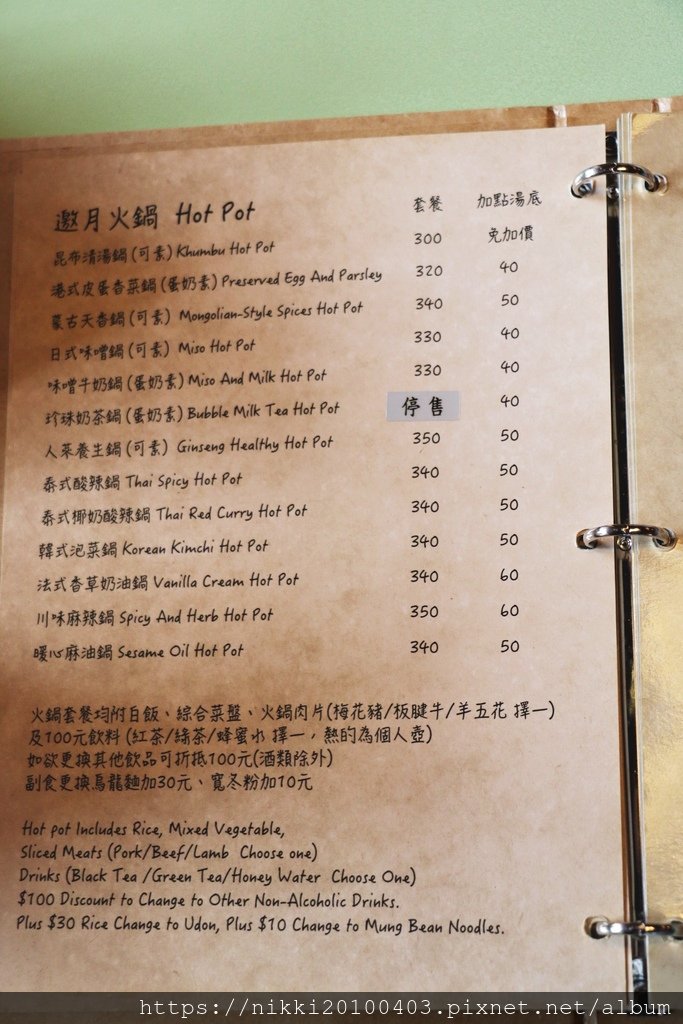 邀月火鍋 Hot Pot 套餐 加點湯底
昆布清湯鍋(可素) Khumbu Hot Pot 300 免加價
港式皮蛋香菜鍋(蛋奶素) Preserved Egg And Parsley 320 40
蒙古天香鍋(可素) Mongolian-Style Spices Hot Pot 340 50
日式味噌鍋(可素) Miso Hot Pot 330 40
味噌牛奶鍋(蛋奶素) Miso And Milk Hot Pot 330 40
珍珠奶茶鍋(蛋奶素) Bubble Milk Tea Hot Pot 停售 40
人蔘養生鍋(可素) Ginseng Healthy Hot Pot 350 50
泰式酸辣鍋 Thai Spicy Hot Pot 340 50
泰式椰奶酸辣鍋 Thai Red Curry Hot Pot 340 50
韓式泡菜鍋 Korean Kimchi Hot Pot 340 50
法式香草奶油鍋 Vanilla Cream Hot Pot 340 60
川味麻辣鍋 Spicy And Herb Hot Pot 350 60
暖心麻油鍋 Sesame Oil Hot Pot 340 50
火鍋套餐均附白飯、綜合菜盤、火鍋肉片(梅花豬/板腱牛/羊五花 擇一)
及100元飲料 (紅茶/綠茶/蜂蜜水 擇一, 熱的為個人壺)
如欲更換其他飲品可折抵100元(酒類除外)
副食更換烏龍麵加30元、寬冬粉加10元
Hot pot Includes Rice, Mixed Vegetable,
Sliced Meats (Pork/Beef/Lamb Choose one)
Drinks (Black Tea /Green Tea/Honey Water Choose One)
$100 Discount to Change to Other Non-Alcoholic Drinks.
Plus $30 Rice Change to Udon, Plus $10 Change to Mung Bean Noodles.
https://nikki20100403.pixnet.net/album